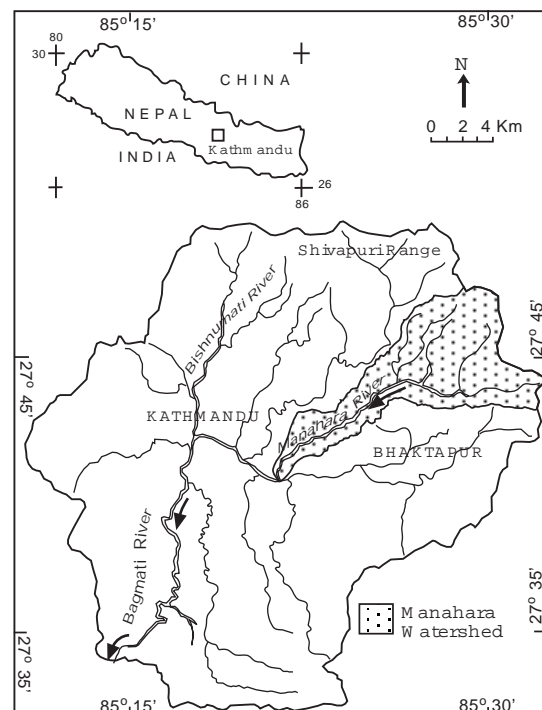 85° 15'
85° 30'
80
30
CHINA
NEPAL
Kathmandu
INDIA
26
86
N
0 2 4 Km
Shivapuri Range
Bishnumati River
27° 45'
27° 45'
KATHMANDU
Manahara River
BHAKTAPUR
Bagmati River
Manahara
Watershed
27° 35'
27° 35'
85° 15'
85° 30'